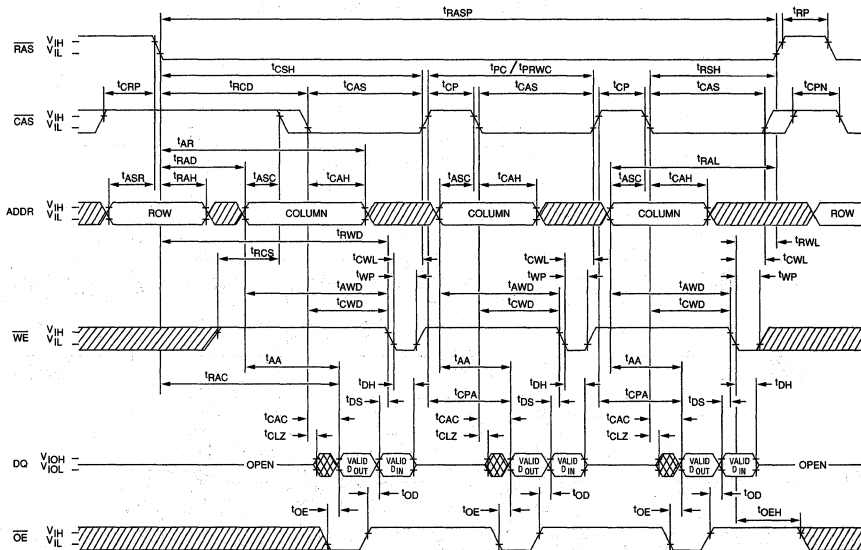 tRASP tRP
RAS VIH
VIL
tCSH tPC / tPRWC tRSH
tCRP tRCD tCAS tCP tCAS tCP tCAS tCPN
CAS VIH
VIL
tAR
tRAD tRAL
tASR tRAH tASC tCAH tASC tCAH tASC tCAH
ADDR VIH
VIL
ROW COLUMN COLUMN COLUMN ROW
tRWD tRWL
tRCS tCWL tCWL tCWL
tWP tWP tWP
tAWD tAWD tAWD
tCWD tCWD tCWD
WE VIH
VIL
tAA tAA tAA
tRAC tDH tDH tDH
tDS tCPA tDS tCPA tDS
tCAC tCAC tCAC
tCLZ tCLZ tCLZ
DQ VIOH
VIOL
OPEN VALID DOUT VALID DIN VALID DOUT VALID DIN VALID DOUT VALID DIN OPEN
tOD tOD tOD
tOE tOE tOE tOEH
OE VIH
VIL